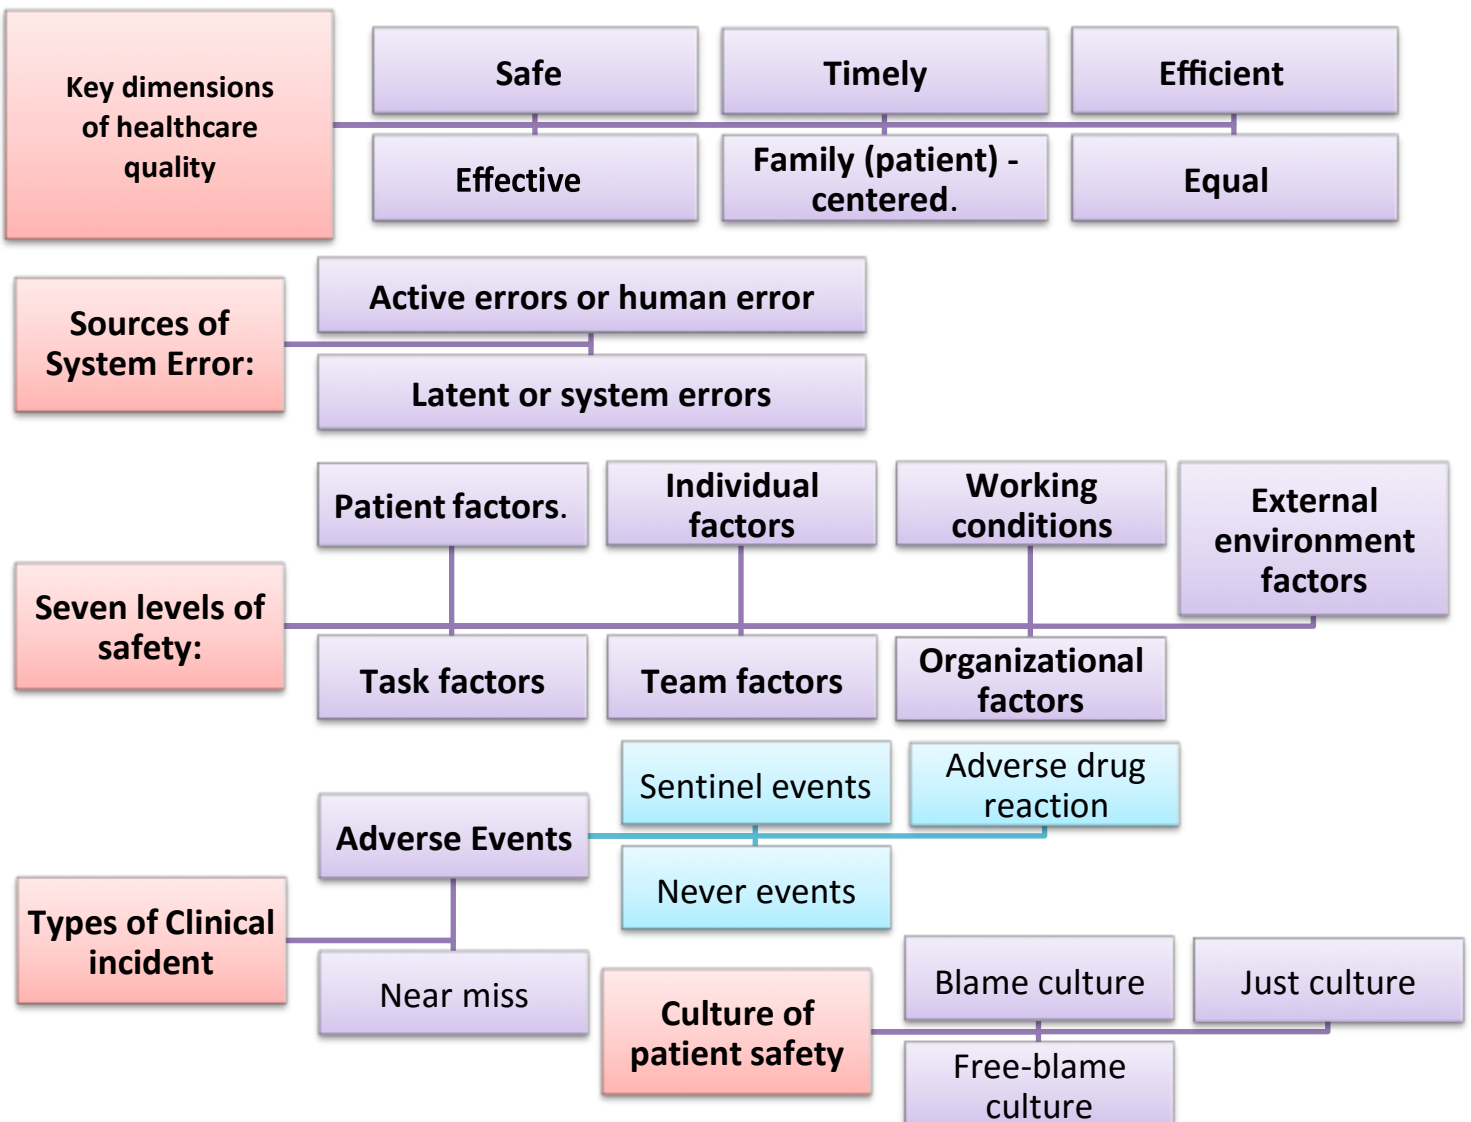 Key dimensions
of healthcare
quality
Safe
Timely
Efficient
Effective
Family (patient) -
centered.
Equal
Sources of
System Error:
Active errors or human error
Latent or system errors
Seven levels of
safety:
Patient factors.
Individual
factors
Working
conditions
External
environment
factors
Task factors
Team factors
Organizational
factors
Types of Clinical
incident
Adverse Events
Sentinel events
Adverse drug
reaction
Never events
Near miss
Culture of
patient safety
Blame culture
Just culture
Free-blame
culture